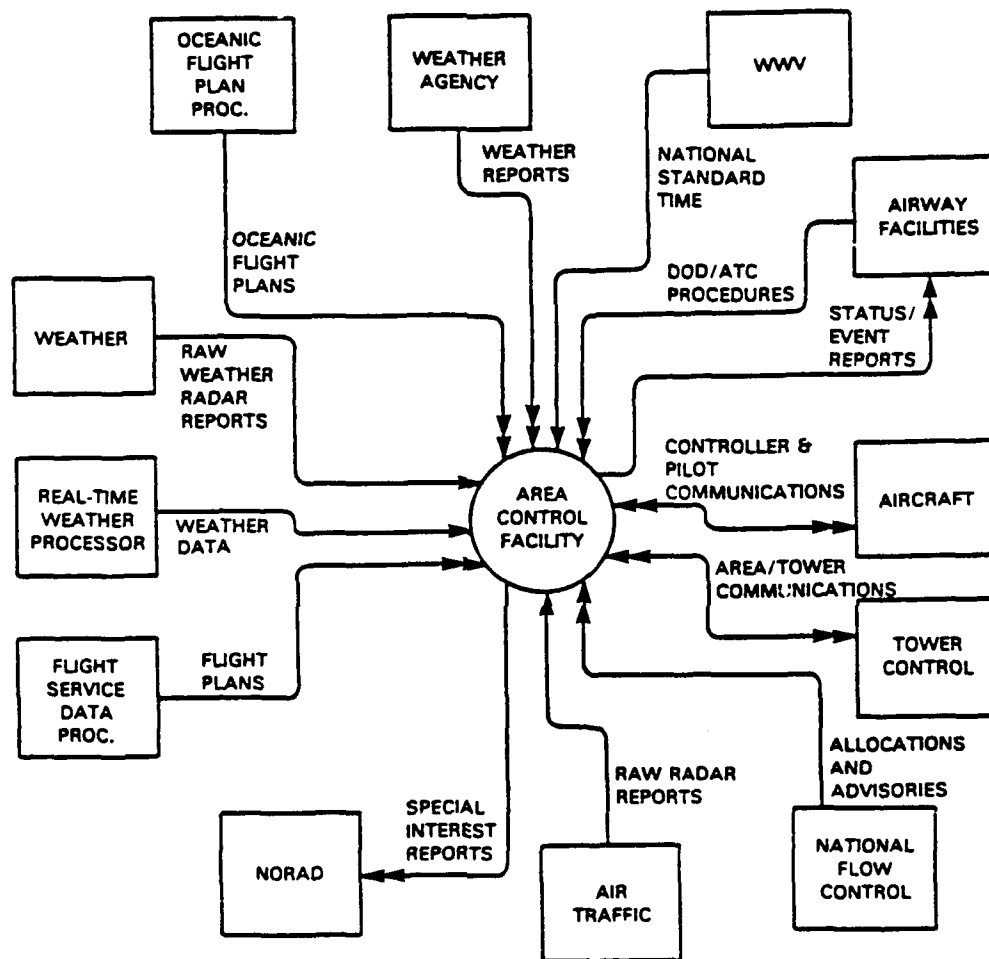 OCEANIC
FLIGHT
PLAN
PROC.
WEATHER
AGENCY
WWV
WEATHER
REPORTS
NATIONAL
STANDARD
TIME
AIRWAY
FACILITIES
OCEANIC
FLIGHT
PLANS
DOD/ATC
PROCEDURES
STATUS/
EVENT
REPORTS
WEATHER
RAW
WEATHER
RADAR
REPORTS
CONTROLLER &
PILOT
COMMUNICATIONS
AIRCRAFT
REAL-TIME
WEATHER
PROCESSOR
WEATHER
DATA
AREA
CONTROL
FACILITY
AREA/TOWER
COMMUNICATIONS
TOWER
CONTROL
FLIGHT
SERVICE
DATA
PROC.
FLIGHT
PLANS
ALLOCATIONS
AND
ADVISORIES
RAW RADAR
REPORTS
SPECIAL
INTEREST
REPORTS
NORAD
AIR
TRAFFIC
NATIONAL
FLOW
CONTROL